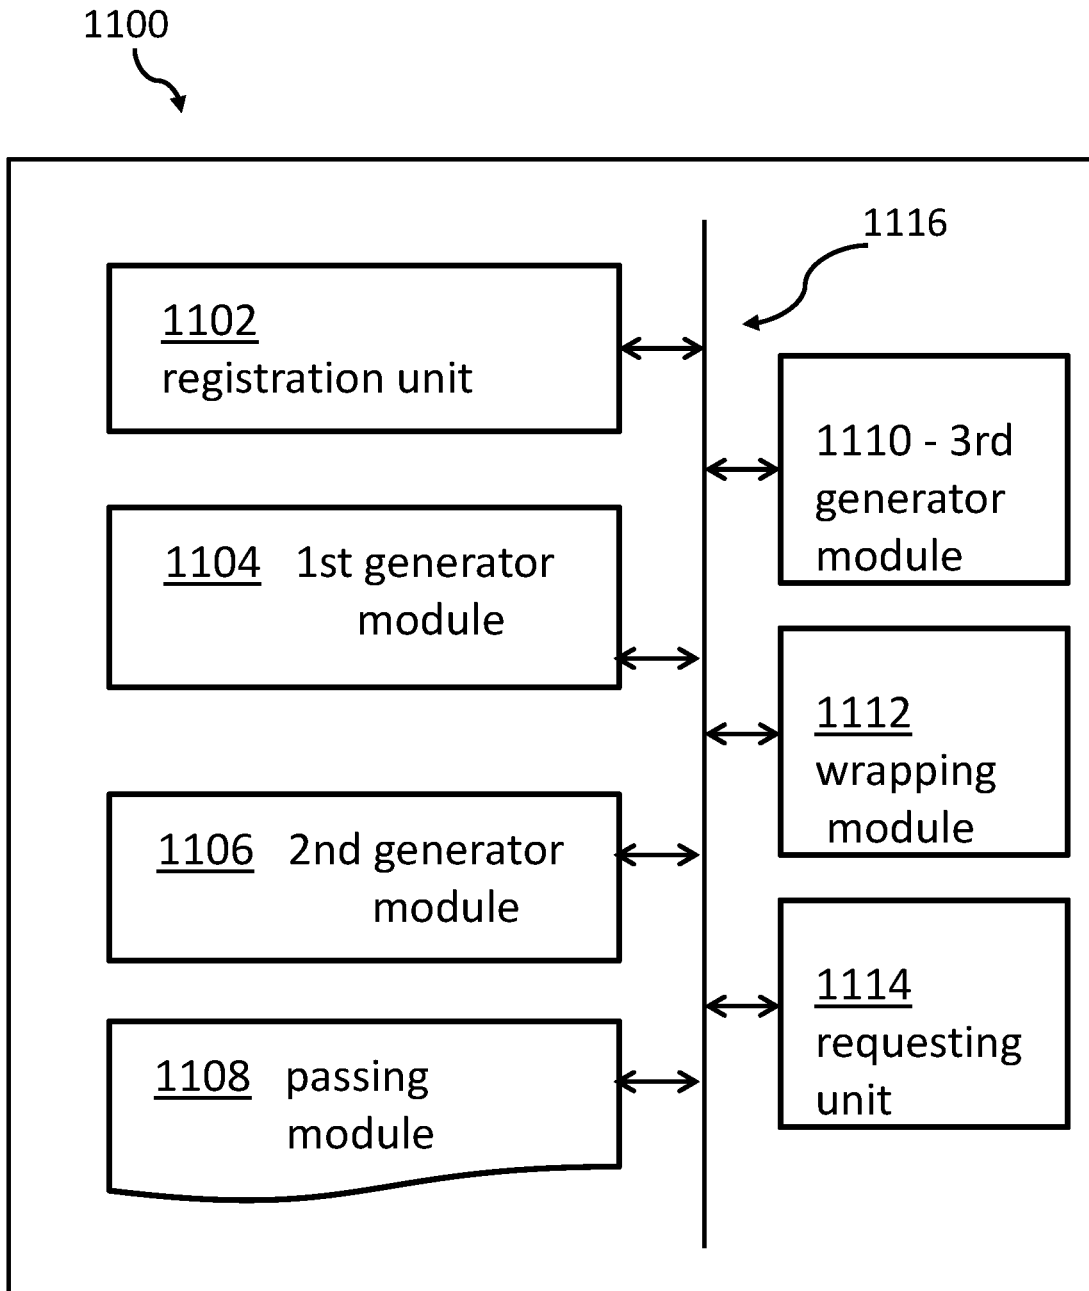 1100
1116
1102
registration unit
1110 - 3rd
generator
module
1104 1st generator
module
1112
wrapping
module
1106 2nd generator
module
1114
requesting
unit
1108 passing
module